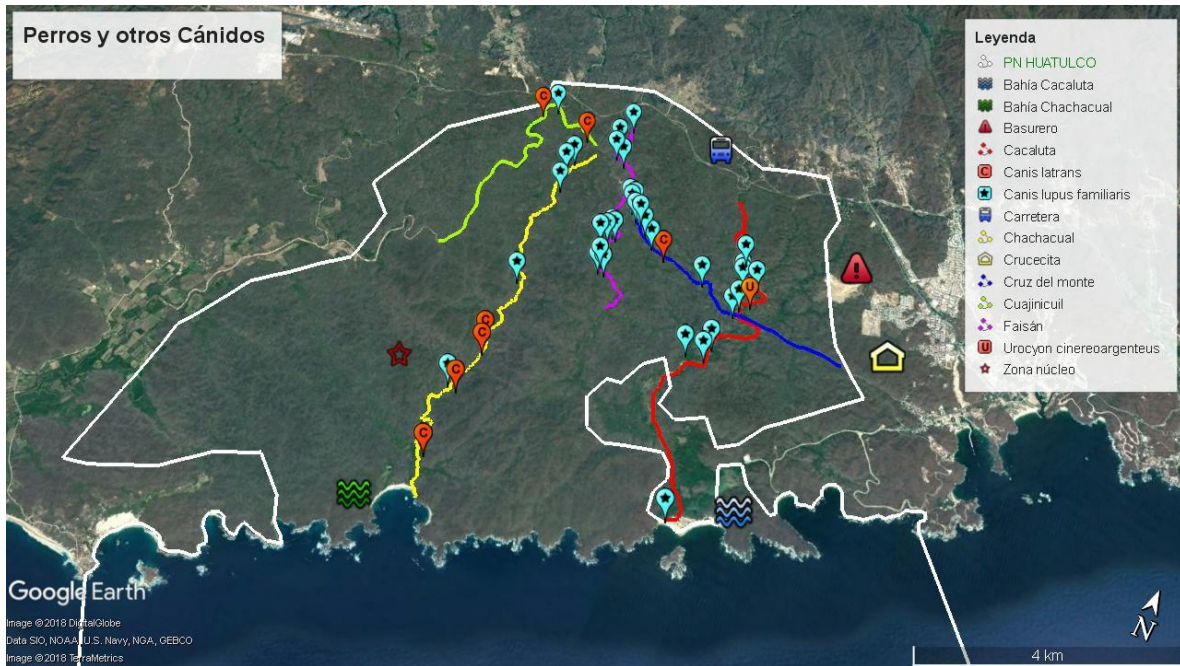 Perros y otros Cánidos
Leyenda
PN HUATULCO
Bahía Cacaluta
Bahía Chachacual
Basurero
Cacaluta
Canis latrans
Canis lupus familiaris
Carretera
Chachacual
Crucecita
Cruz del monte
Cuajinicuil
Faisán
Urocyon cinereoargenteus
Zona núcleo
C
C
C
C
C
C
C
U
Google Earth
Image © 2018 DigitalGlobe
Data SIO, NOAA, U.S. Navy, NGA, GEBCO
Image © 2018 TerraMetrics
N
4 km